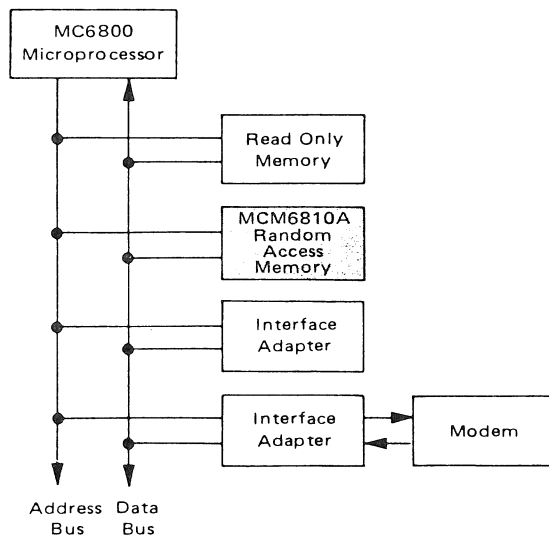 MC6800
Microprocessor
Read Only
Memory
MCM6810A
Random
Access
Memory
Interface
Adapter
Interface
Adapter
Modem
Address
Bus
Data
Bus